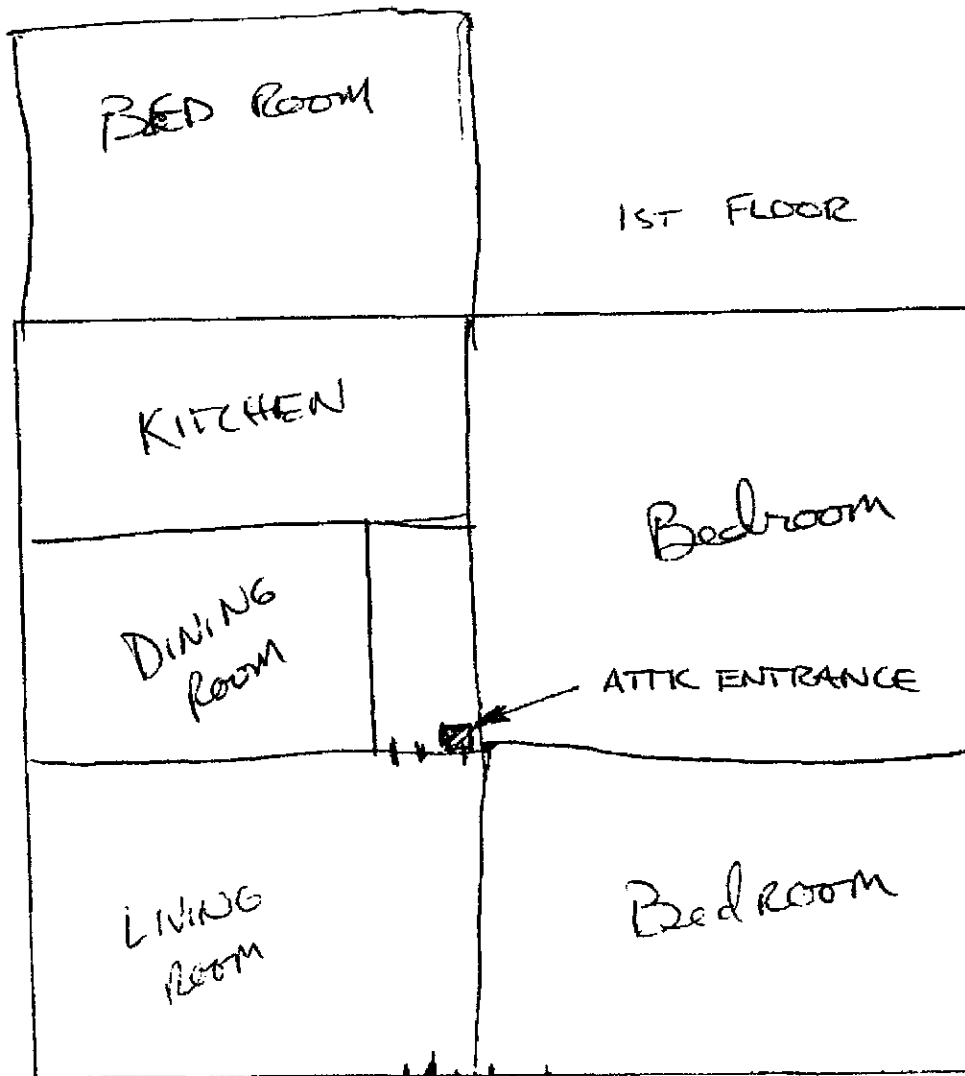 BED ROOM
1ST FLOOR
KITCHEN
Bedroom
DINING
ROOM
ATTIC ENTRANCE
LIVING
ROOM
Bedroom